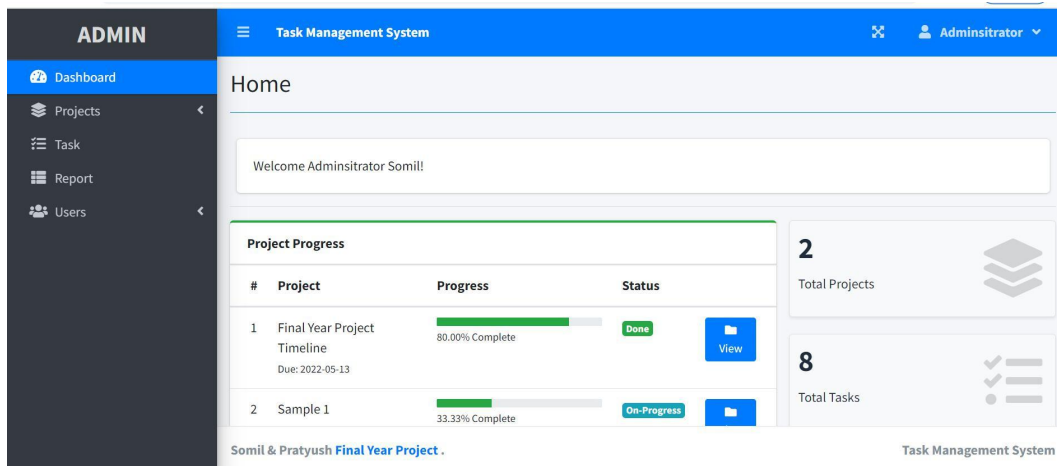 ADMIN
Task Management System
Adminsitrator
Dashboard
Projects
Task
Report
Users
Home
Welcome Adminsitrator Somil!
Project Progress
# Project Progress Status
1 Final Year Project Timeline
Due: 2022-05-13
80.00% Complete
Done
View
2 Sample 1
33.33% Complete
On-Progress
2
Total Projects
8
Total Tasks
Somil & Pratyush Final Year Project .
Task Management System